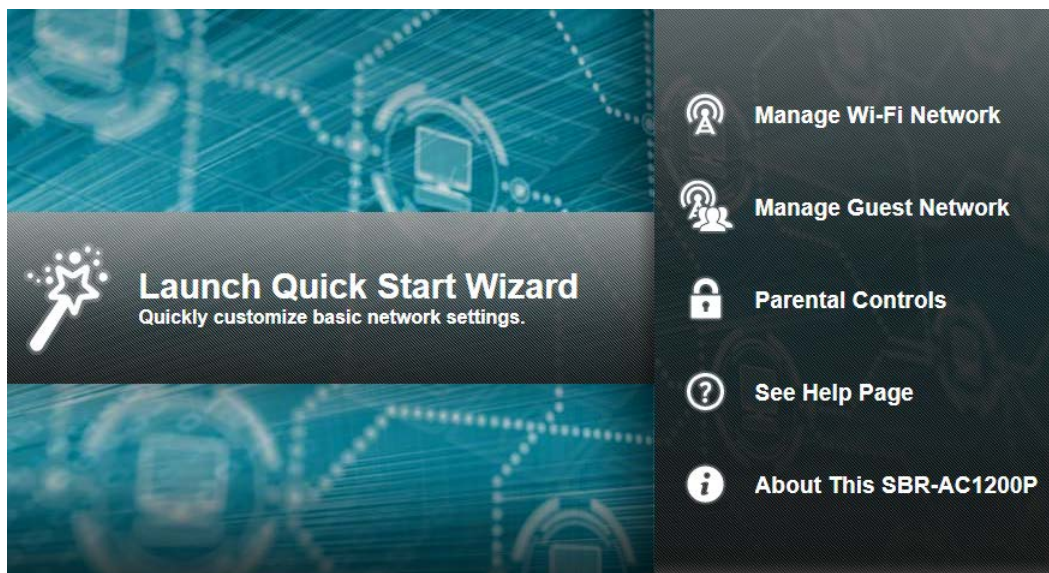 Launch Quick Start Wizard
Quickly customize basic network settings.
Manage Wi-Fi Network
Manage Guest Network
Parental Controls
See Help Page
About This SBR-AC1200P